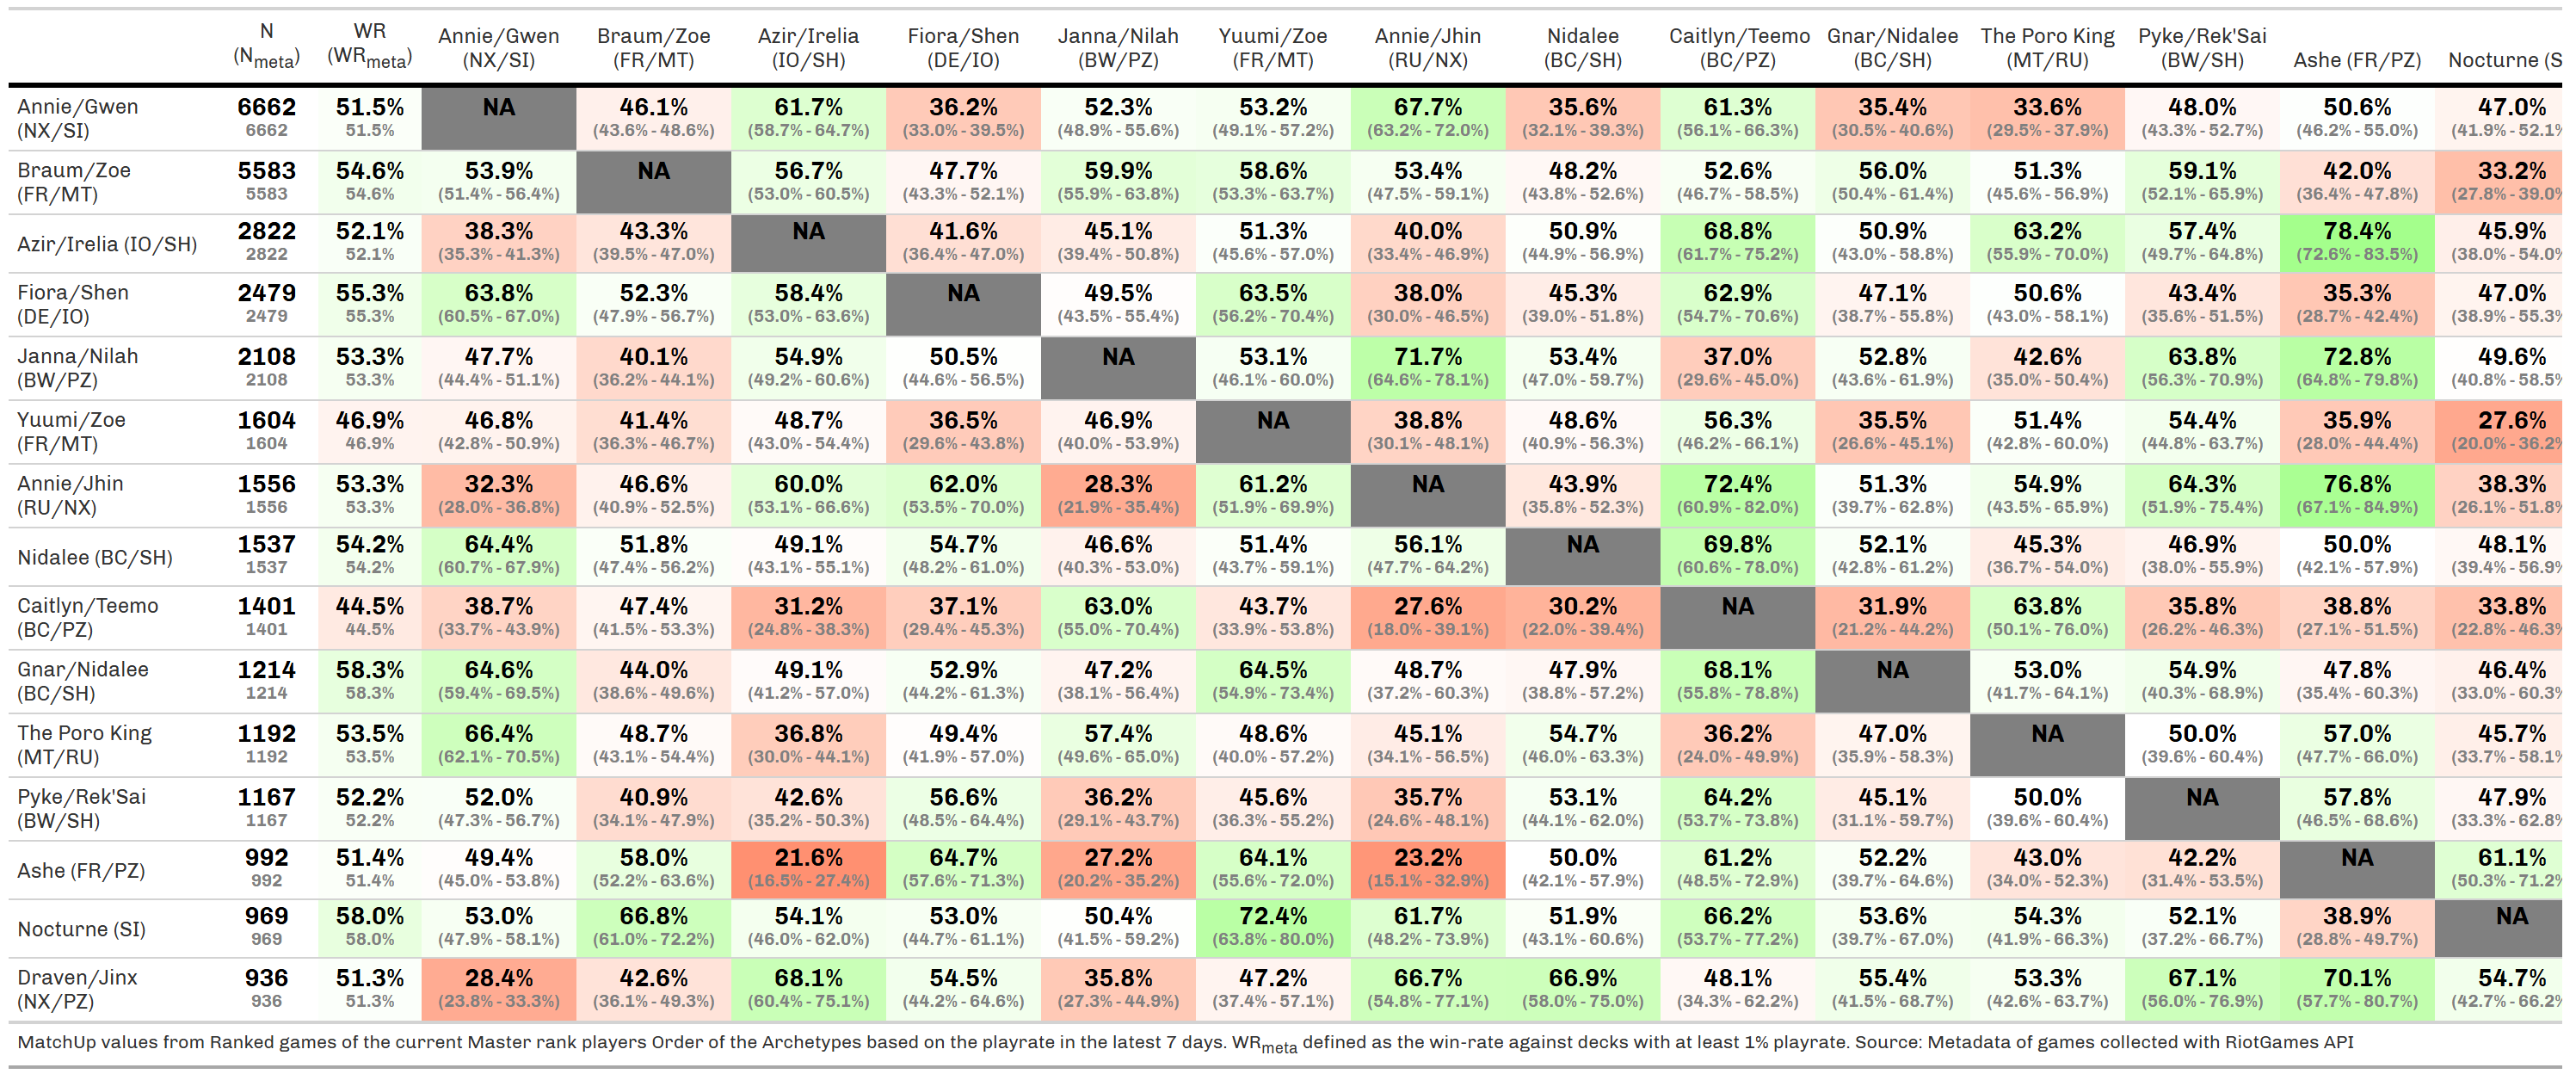 N WR Annie/Gwen Braum/Zoe Azir/Irelia Fiora/Shen Janna/Nilah Yuumi/Zoe Annie/Jhin Nidalee Caitlyn/Teemo Gnar/Nidalee The Poro King Pyke/Rek'Sai Ashe (FR/PZ) Nocturne (S
(Nmeta) (WRmeta) (NX/SI) (FR/MT) (IO/SH) (DE/IO) (BW/PZ) (FR/MT) (RU/NX) (BC/SH) (BC/PZ) (BC/SH) (MT/RU) (BW/SH)
Annie/Gwen 6662 51.5% NA 46.1% 61.7% 36.2% 52.3% 53.2% 67.7% 35.6% 61.3% 35.4% 33.6% 48.0% 50.6% 47.0%
(NX/SI) 6662 51.5% (43.6% - 48.6%) (58.7% - 64.7%) (33.0% - 39.5%) (48.9% - 55.6%) (49.1% - 57.2%) (63.2% - 72.0%) (32.1% - 39.3%) (56.1% - 66.3%) (30.5% - 40.6%) (29.5% - 37.9%) (43.3% - 52.7%) (46.2% - 55.0%) (41.9% - 52.1%
Braum/Zoe 5583 54.6% 53.9% NA 56.7% 47.7% 59.9% 58.6% 53.4% 48.2% 52.6% 56.0% 51.3% 59.1% 42.0% 33.2%
(FR/MT) 5583 54.6% (51.4% - 56.4%) (53.0% - 60.5%) (43.3% - 52.1%) (55.9% - 63.8%) (53.3% - 63.7%) (47.5% - 59.1%) (43.8% - 52.6%) (46.7% - 58.5%) (50.4% - 61.4%) (45.6% - 56.9%) (52.1% - 65.9%) (36.4% - 47.8%) (27.8% - 39.0%
Azir/Irelia (IO/SH) 2822 52.1% 38.3% 43.3% NA 41.6% 45.1% 51.3% 40.0% 50.9% 68.8% 50.9% 63.2% 57.4% 78.4% 45.9%
2822 52.1% (35.3% - 41.3%) (39.5% - 47.0%) (36.4% - 47.0%) (39.4% - 50.8%) (45.6% - 57.0%) (33.4% - 46.9%) (44.9% - 56.9%) (61.7% - 75.2%) (43.0% - 58.8%) (55.9% - 70.0%) (49.7% - 64.8%) (72.6% - 83.5%) (38.0% - 54.0%
Fiora/Shen 2479 55.3% 63.8% 52.3% 58.4% NA 49.5% 63.5% 38.0% 45.3% 62.9% 47.1% 50.6% 43.4% 35.3% 47.0%
(DE/IO) 2479 55.3% (60.5% - 67.0%) (47.9% - 56.7%) (53.0% - 63.6%) (43.5% - 55.4%) (56.2% - 70.4%) (30.0% - 46.5%) (39.0% - 51.8%) (54.7% - 70.6%) (38.7% - 55.8%) (43.0% - 58.1%) (35.6% - 51.5%) (28.7% - 42.4%) (38.9% - 55.3%
Janna/Nilah 2108 53.3% 47.7% 40.1% 54.9% 50.5% NA 53.1% 71.7% 53.4% 37.0% 52.8% 42.6% 63.8% 72.8% 49.6%
(BW/PZ) 2108 53.3% (44.4% - 51.1%) (36.2% - 44.1%) (49.2% - 60.6%) (44.6% - 56.5%) (46.1% - 60.0%) (64.6% - 78.1%) (47.0% - 59.7%) (29.6% - 45.0%) (43.6% - 61.9%) (35.0% - 50.4%) (56.3% - 70.9%) (64.8% - 79.8%) (40.8% - 58.5%
Yuumi/Zoe 1604 46.9% 46.8% 41.4% 48.7% 36.5% 46.9% NA 38.8% 48.6% 56.3% 35.5% 51.4% 54.4% 35.9% 27.6%
(FR/MT) 1604 46.9% (42.8% - 50.9%) (36.3% - 46.7%) (43.0% - 54.4%) (29.6% - 43.8%) (40.0% - 53.9%) (30.1% - 48.1%) (40.9% - 56.3%) (46.2% - 66.1%) (26.6% - 45.1%) (42.8% - 60.0%) (44.8% - 63.7%) (28.0% - 44.4%) (20.0% - 36.2%
Annie/Jhin 1556 53.3% 32.3% 46.6% 60.0% 62.0% 28.3% 61.2% NA 43.9% 72.4% 51.3% 54.9% 64.3% 76.8% 38.3%
(RU/NX) 1556 53.3% (28.0% - 36.8%) (40.9% - 52.5%) (53.1% - 66.6%) (53.5% - 70.0%) (21.9% - 35.4%) (51.9% - 69.9%) (35.8% - 52.3%) (60.9% - 82.0%) (39.7% - 62.8%) (43.5% - 65.9%) (51.9% - 75.4%) (67.1% - 84.9%) (26.1% - 51.8%
Nidalee (BC/SH) 1537 54.2% 64.4% 51.8% 49.1% 54.7% 46.6% 51.4% 56.1% NA 69.8% 52.1% 45.3% 46.9% 50.0% 48.1%
1537 54.2% (60.7% - 67.9%) (47.4% - 56.2%) (43.1% - 55.1%) (48.2% - 61.0%) (40.3% - 53.0%) (43.7% - 59.1%) (47.7% - 64.2%) (60.6% - 78.0%) (42.8% - 61.2%) (36.7% - 54.0%) (38.0% - 55.9%) (42.1% - 57.9%) (39.4% - 56.9%
Caitlyn/Teemo 1401 44.5% 38.7% 47.4% 31.2% 37.1% 63.0% 43.7% 27.6% 30.2% NA 31.9% 63.8% 35.8% 38.8% 33.8%
(BC/PZ) 1401 44.5% (33.7% - 43.9%) (41.5% - 53.3%) (24.8% - 38.3%) (29.4% - 45.3%) (55.0% - 70.4%) (33.9% - 53.8%) (18.0% - 39.1%) (22.0% - 39.4%) (21.2% - 44.2%) (50.1% - 76.0%) (26.2% - 46.3%) (27.1% - 51.5%) (22.8% - 46.3%
Gnar/Nidalee 1214 58.3% 64.6% 44.0% 49.1% 52.9% 47.2% 64.5% 48.7% 47.9% 68.1% NA 53.0% 54.9% 47.8% 46.4%
(BC/SH) 1214 58.3% (59.4% - 69.5%) (38.6% - 49.6%) (41.2% - 57.0%) (44.2% - 61.3%) (38.1% - 56.4%) (54.9% - 73.4%) (37.2% - 60.3%) (38.8% - 57.2%) (55.8% - 78.8%) (41.7% - 64.1%) (40.3% - 68.9%) (35.4% - 60.3%) (33.0% - 60.3%
The Poro King 1192 53.5% 66.4% 48.7% 36.8% 49.4% 57.4% 48.6% 45.1% 54.7% 36.2% 47.0% NA 50.0% 57.0% 45.7%
(MT/RU) 1192 53.5% (62.1% - 70.5%) (43.1% - 54.4%) (30.0% - 44.1%) (41.9% - 57.0%) (49.6% - 65.0%) (40.0% - 57.2%) (34.1% - 56.5%) (46.0% - 63.3%) (24.0% - 49.9%) (35.9% - 58.3%) (39.6% - 60.4%) (47.7% - 66.0%) (33.7% - 58.1%
Pyke/Rek'Sai 1167 52.2% 52.0% 40.9% 42.6% 56.6% 36.2% 45.6% 35.7% 53.1% 64.2% 45.1% 50.0% NA 57.8% 47.9%
(BW/SH) 1167 52.2% (47.3% - 56.7%) (34.1% - 47.9%) (35.2% - 50.3%) (48.5% - 64.4%) (29.1% - 43.7%) (36.3% - 55.2%) (24.6% - 48.1%) (44.1% - 62.0%) (53.7% - 73.8%) (31.1% - 59.7%) (39.6% - 60.4%) (46.5% - 68.6%) (33.3% - 62.8%
Ashe (FR/PZ) 992 51.4% 49.4% 58.0% 21.6% 64.7% 27.2% 64.1% 23.2% 50.0% 61.2% 52.2% 43.0% 42.2% NA 61.1%
992 51.4% (45.0% - 53.8%) (52.2% - 63.6%) (16.5% - 27.4%) (57.6% - 71.3%) (20.2% - 35.2%) (55.6% - 72.0%) (15.1% - 32.9%) (42.1% - 57.9%) (48.5% - 72.9%) (39.7% - 64.6%) (34.0% - 52.3%) (31.4% - 53.5%) (50.3% - 71.2%
Nocturne (SI) 969 58.0% 53.0% 66.8% 54.1% 53.0% 50.4% 72.4% 61.7% 51.9% 66.2% 53.6% 54.3% 52.1% 38.9% NA
969 58.0% (47.9% - 58.1%) (61.0% - 72.2%) (46.0% - 62.0%) (44.7% - 61.1%) (41.5% - 59.2%) (63.8% - 80.0%) (48.2% - 73.9%) (43.1% - 60.6%) (53.7% - 77.2%) (39.7% - 67.0%) (41.9% - 66.3%) (37.2% - 66.7%) (28.8% - 49.7%)
Draven/Jinx 936 51.3% 28.4% 42.6% 68.1% 54.5% 35.8% 47.2% 66.7% 66.9% 48.1% 55.4% 53.3% 67.1% 70.1% 54.7%
(NX/PZ) 936 51.3% (23.8% - 33.3%) (36.1% - 49.3%) (60.4% - 75.1%) (44.2% - 64.6%) (27.3% - 44.9%) (37.4% - 57.1%) (54.8% - 77.1%) (58.0% - 75.0%) (34.3% - 62.2%) (41.5% - 68.7%) (42.6% - 63.7%) (56.0% - 76.9%) (57.7% - 80.7%) (42.7% - 66.2%
MatchUp values from Ranked games of the current Master rank players Order of the Archetypes based on the playrate in the latest 7 days. WRmeta defined as the win-rate against decks with at least 1% playrate. Source: Metadata of games collected with RiotGames API